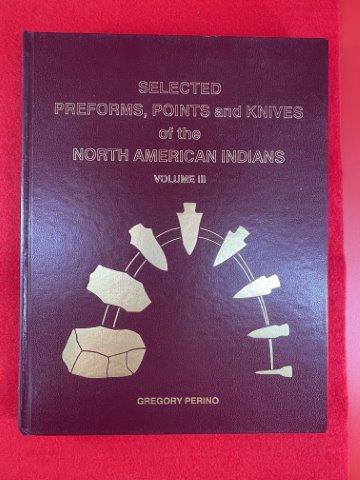 SELECTED
PREFORMS, POINTS and KNIVES
of the
NORTH AMERICAN INDIANS
VOLUME III
GREGORY PERINO